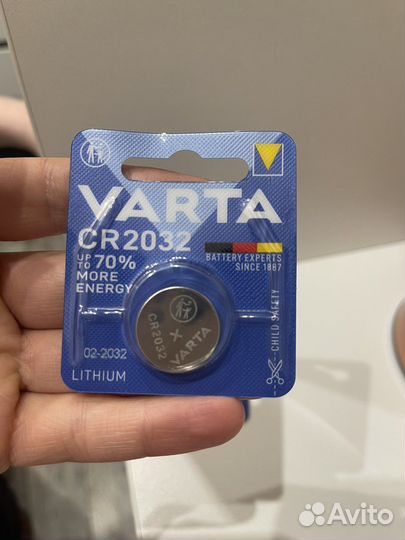 VARTA
CR2032
UP TO 70%
MORE
ENERGY
BATTERY EXPERTS
SINCE 1887
CR2032
+
VARTA
CHILD SAFETY
02-2032
LITHIUM
Avito